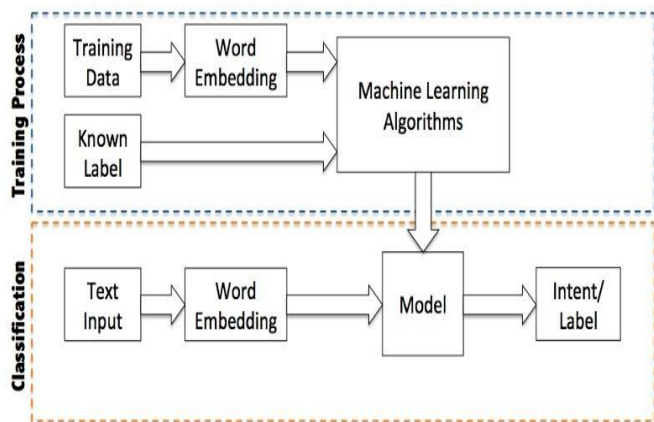 Training Process
Training
Data
Word
Embedding
Machine Learning
Algorithms
Known
Label
Classification
Text
Input
Word
Embedding
Model
Intent/
Label